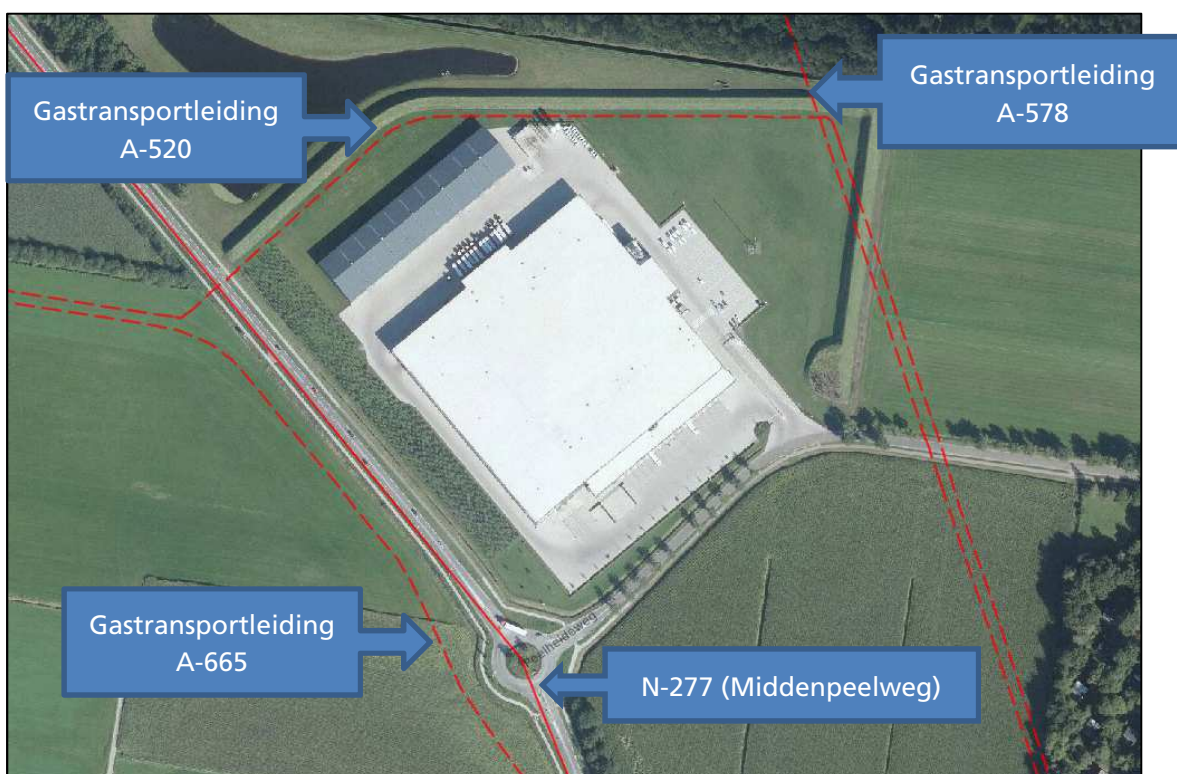 Gastransportleiding
A-520
Gastransportleiding
A-578
Gastransportleiding
A-665
N-277 (Middenpeelweg)